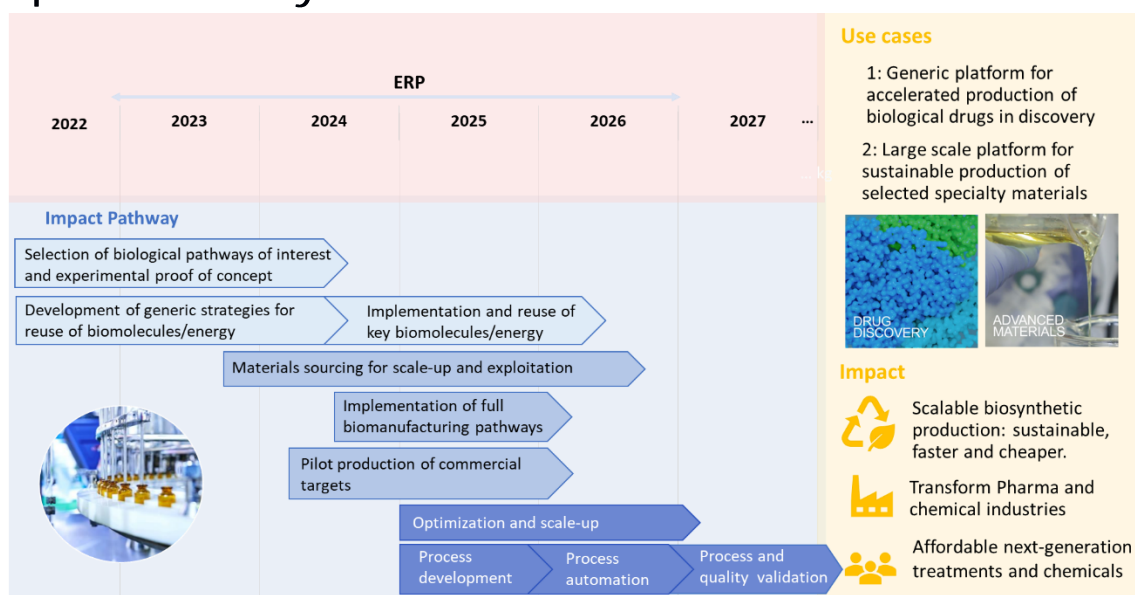 ERP
2022
2023
2024
2025
2026
2027
...
Impact Pathway
Selection of biological pathways of interest
and experimental proof of concept
Development of generic strategies for
reuse of biomolecules/energy
Implementation and reuse of
key biomolecules/energy
Materials sourcing for scale-up and exploitation
Implementation of full
biomanufacturing pathways
Pilot production of commercial
targets
Optimization and scale-up
Process
development
Process
automation
Process and
quality validation
Use cases
1: Generic platform for
accelerated production of
biological drugs in discovery
2: Large scale platform for
sustainable production of
selected specialty materials
DRUG
DISCOVERY
ADVANCED
MATERIALS
Impact
Scalable biosynthetic
production: sustainable,
faster and cheaper.
Transform Pharma and
chemical industries
Affordable next-generation
treatments and chemicals